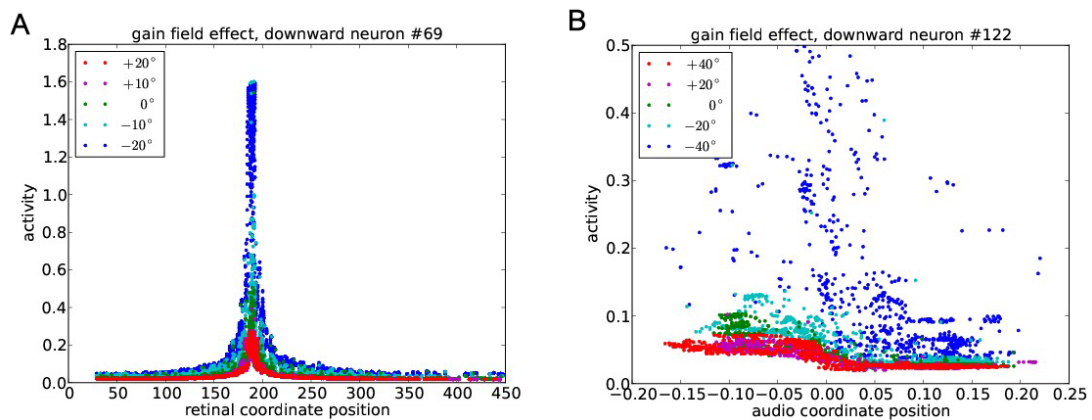 A
gain field effect, downward neuron #69
1.8
1.6
1.4
1.2
1.0
0.8
0.6
0.4
0.2
0.0
activity
+20°
+10°
0°
−10°
−20°
0 50 100 150 200 250 300 350 400 450
retinal coordinate position
B
gain field effect, downward neuron #122
0.5
0.4
0.3
0.2
0.1
0.0
activity
+40°
+20°
0°
−20°
−40°
−0.20 −0.15 −0.10 −0.05 0.00 0.05 0.10 0.15 0.20 0.25
audio coordinate position